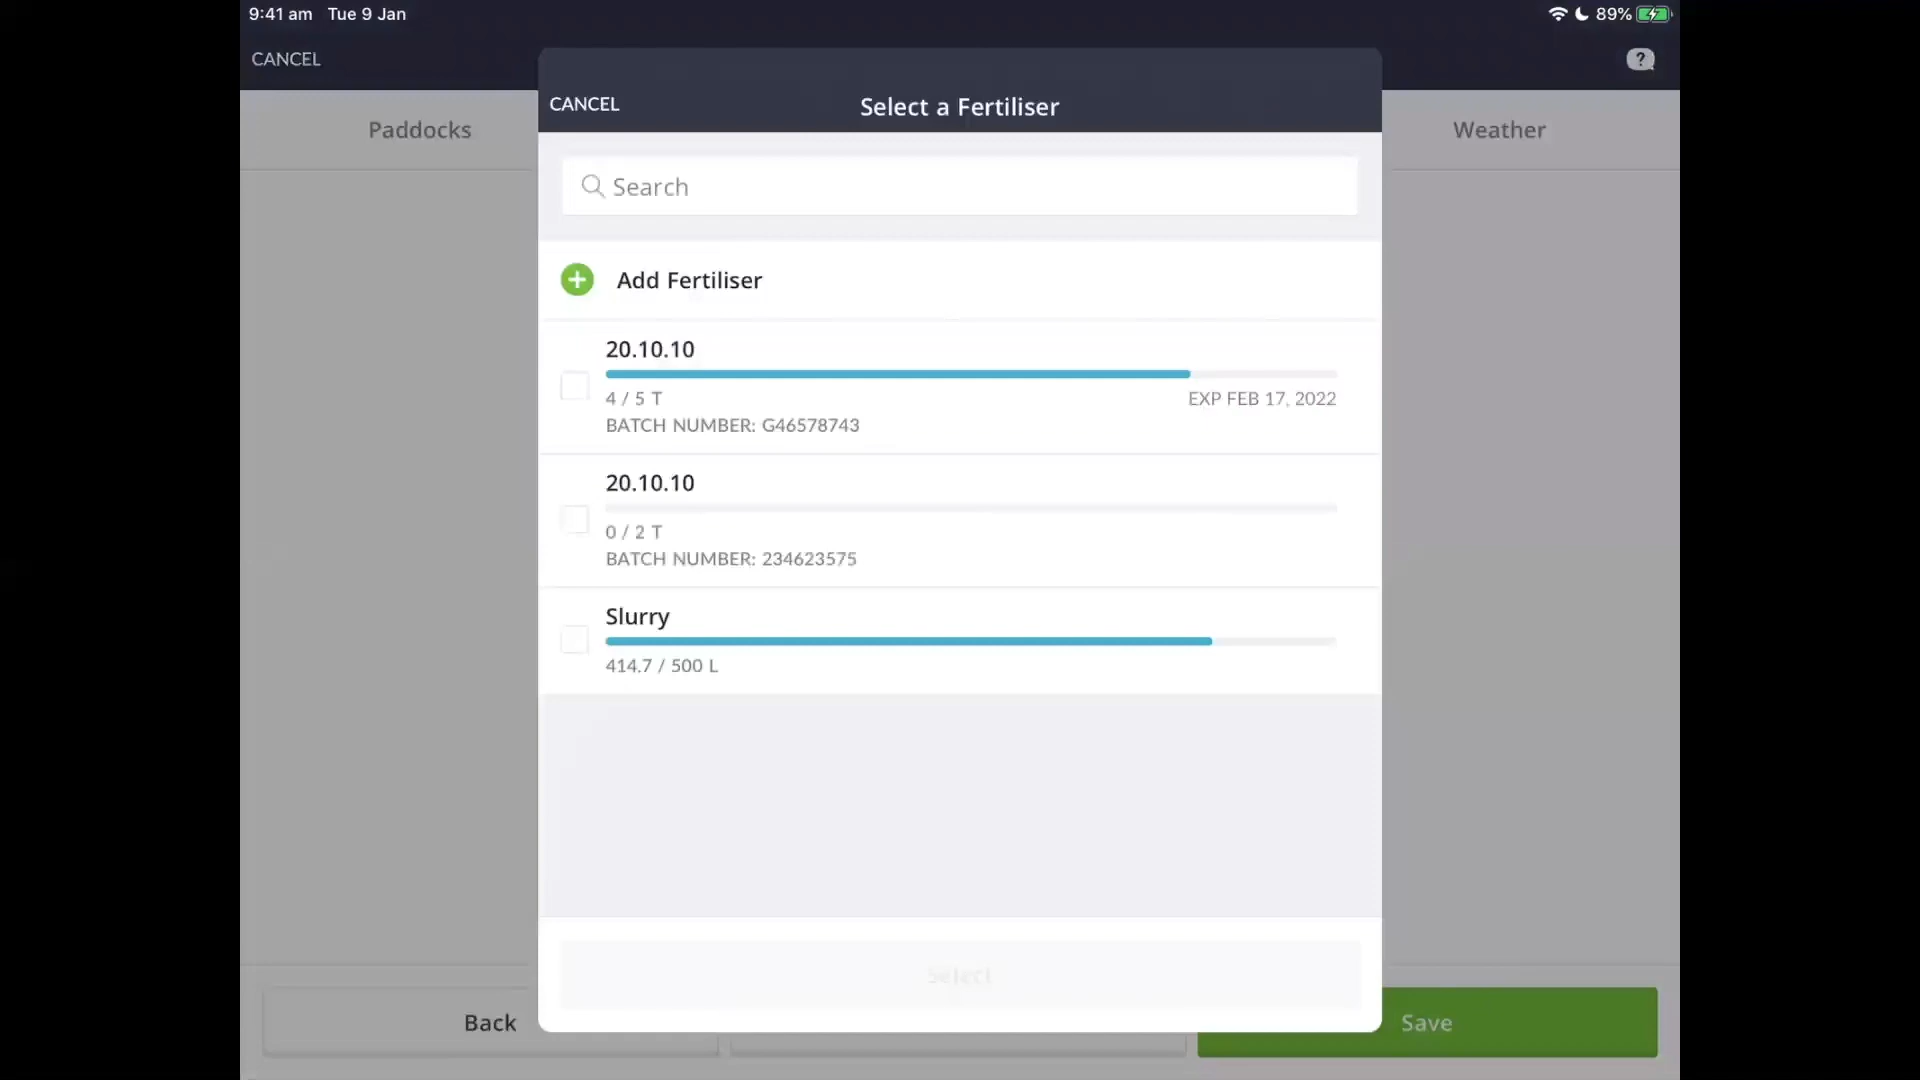 9:41 am Tue 9 Jan
89%
CANCEL
?
CANCEL
Select a Fertiliser
Paddocks
Weather
Search
Add Fertiliser
20.10.10
4 / 5 T
EXP FEB 17, 2022
BATCH NUMBER: G46578743
20.10.10
0 / 2 T
BATCH NUMBER: 234623575
Slurry
414.7 / 500 L
Select
Back
Save